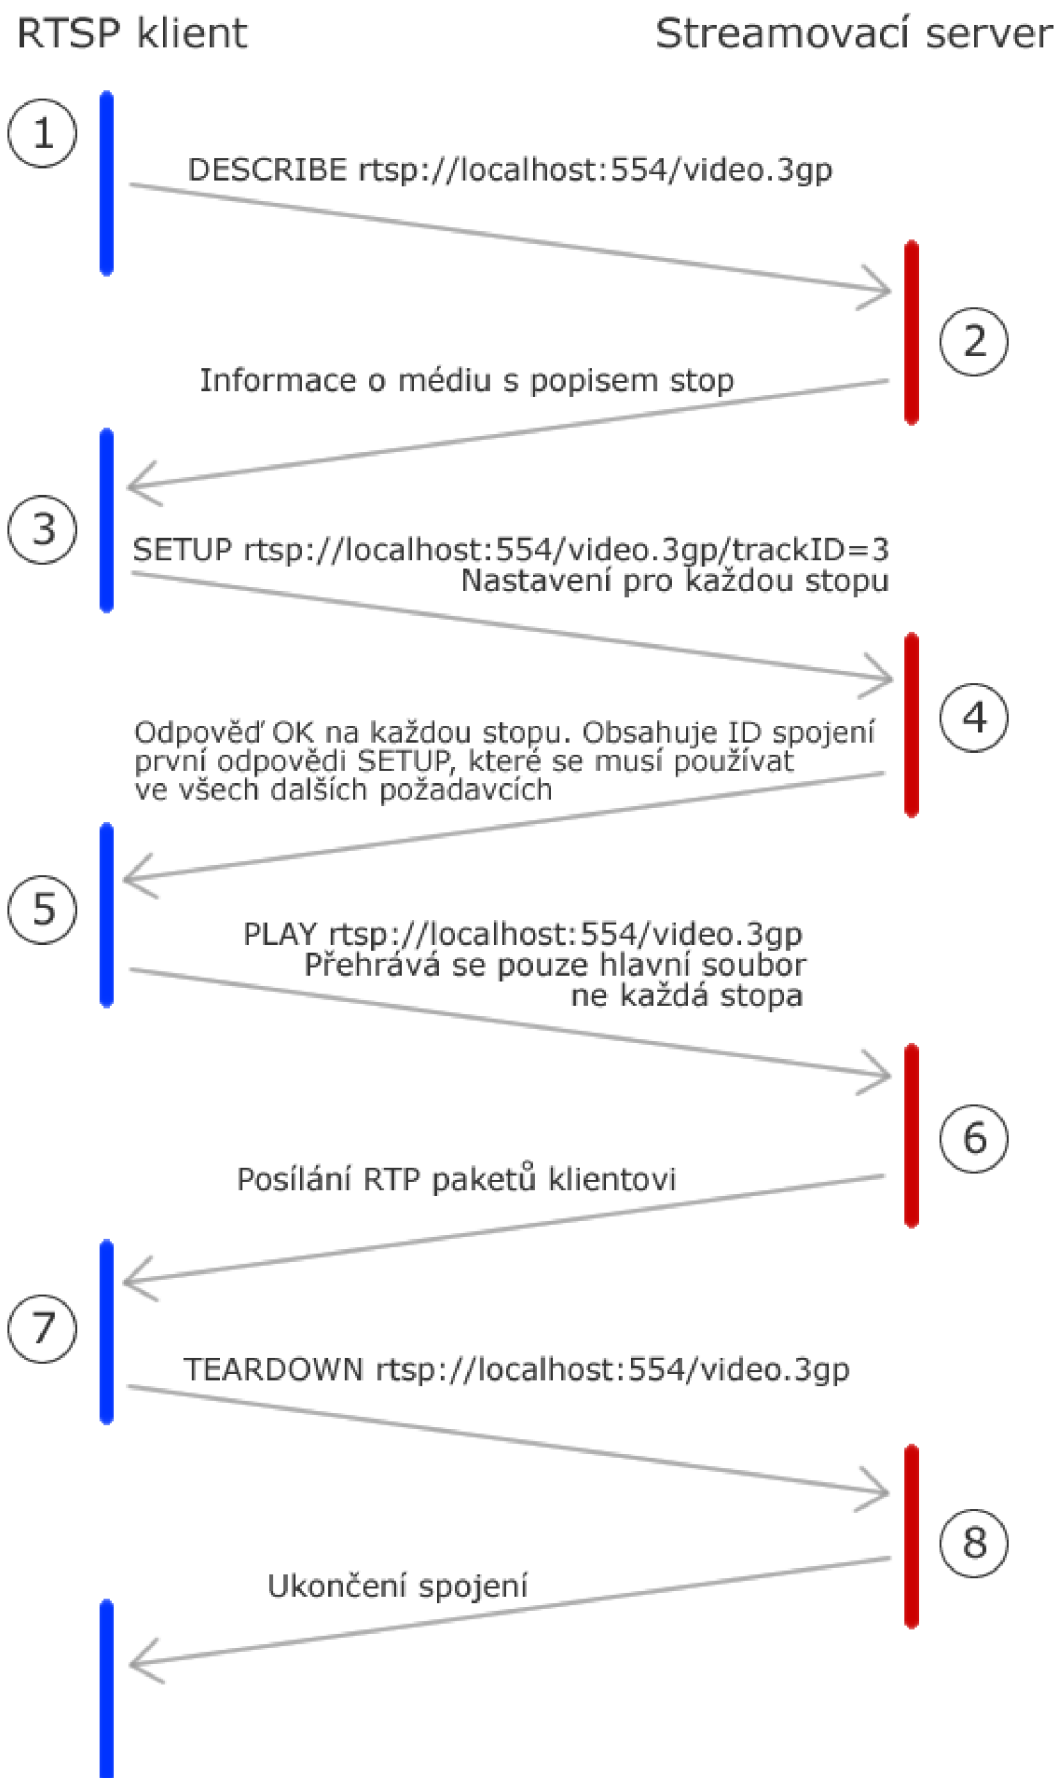 RTSP klient
Streamovací server
1
DESCRIBE rtsp://localhost:554/video.3gp
2
Informace o médiu s popisem stop
3
SETUP rtsp://localhost:554/video.3gp/trackID=3
Nastavení pro každou stopu
4
Odpověď OK na každou stopu. Obsahuje ID spojení
první odpovědi SETUP, které se musí používat
ve všech dalších požadavcích
5
PLAY rtsp://localhost:554/video.3gp
Přehrává se pouze hlavní soubor
ne každá stopa
6
Posílání RTP paketů klientovi
7
TEARDOWN rtsp://localhost:554/video.3gp
8
Ukončení spojení